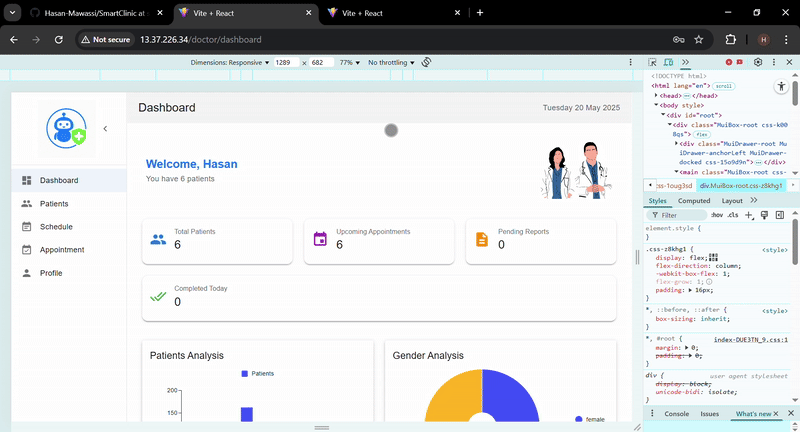 Hasan-Mawassi/SmartClinic at
Vite + React
Vite + React
Not secure
13.37.226.34/doctor/dashboard
H
Dimensions: Responsive
1289 x 682
77%
No throttling
Dashboard
Tuesday 20 May 2025
Welcome, Hasan
You have 6 patients
Dashboard
Patients
Schedule
Appointment
Profile
Total Patients
6
Upcoming Appointments
6
Pending Reports
0
Completed Today
0
Patients Analysis
Patients
200
150
Gender Analysis
female
<!DOCTYPE html>
<html lang="en"> scroll
<head> </head>
<body style>
<div id="root">
<div class="MuiBox-root css-k00
8qs"> flex
<div class="MuiDrawer-root Mu
iDrawer-anchorLeft MuiDrawer-
docked css-15o9d9n"> </div>
<main class="MuiBox-root css-
css-1oug3sd
div.MuiBox-root.css-z8khg1
Styles
Computed
Layout
Filter
:hov .cls
element.style {
}
.css-z8khg1 { <style>
display: flex;
flex-direction: column;
-webkit-box-flex: 1;
flex-grow: 1;
padding: 16px;
}
*, ::before, ::after { <style>
box-sizing: inherit;
}
*, #root { index-DUE3TN_9.css:1
margin: 0;
padding: 0;
}
div { user agent stylesheet
display: block;
unicode-bidi: isolate;
}
Console
Issues
What's new